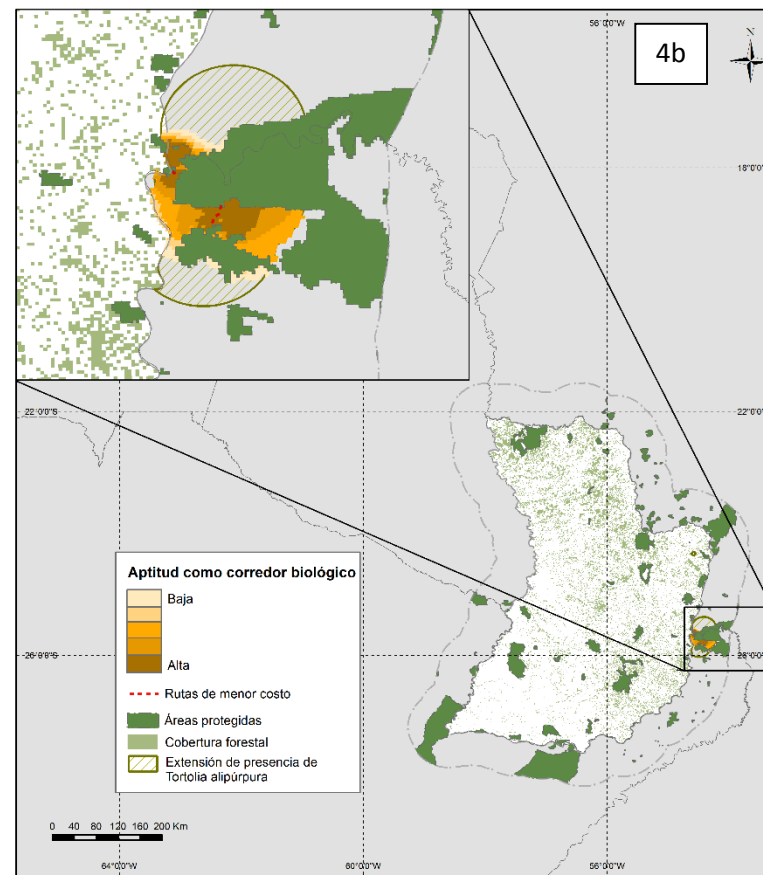 56°0'0"W
4b
N
18°0'0"S
22°0'0"S
22°0'0"S
Aptitud como corredor biológico
Baja
Alta
Rutas de menor costo
Áreas protegidas
Cobertura forestal
Extensión de presencia de
Tortolia alipúrpura
26°0'0"S
26°0'0"S
0 40 80 120 160 200 Km
64°0'0"W
60°0'0"W
56°0'0"W